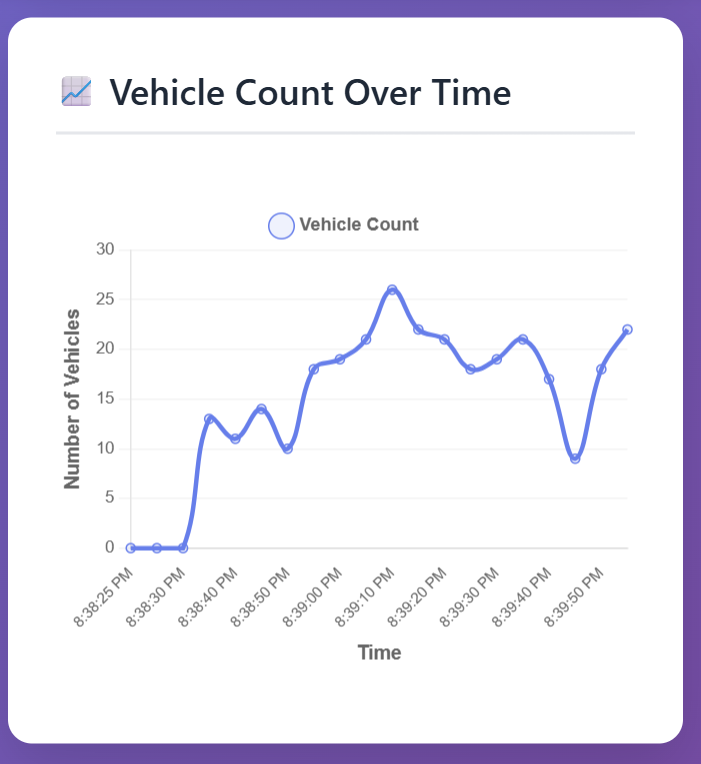 Vehicle Count Over Time
Vehicle Count
30
25
20
15
10
5
0
Number of Vehicles
8:38:25 PM
8:38:30 PM
8:38:40 PM
8:38:50 PM
8:39:00 PM
8:39:10 PM
8:39:20 PM
8:39:30 PM
8:39:40 PM
8:39:50 PM
Time